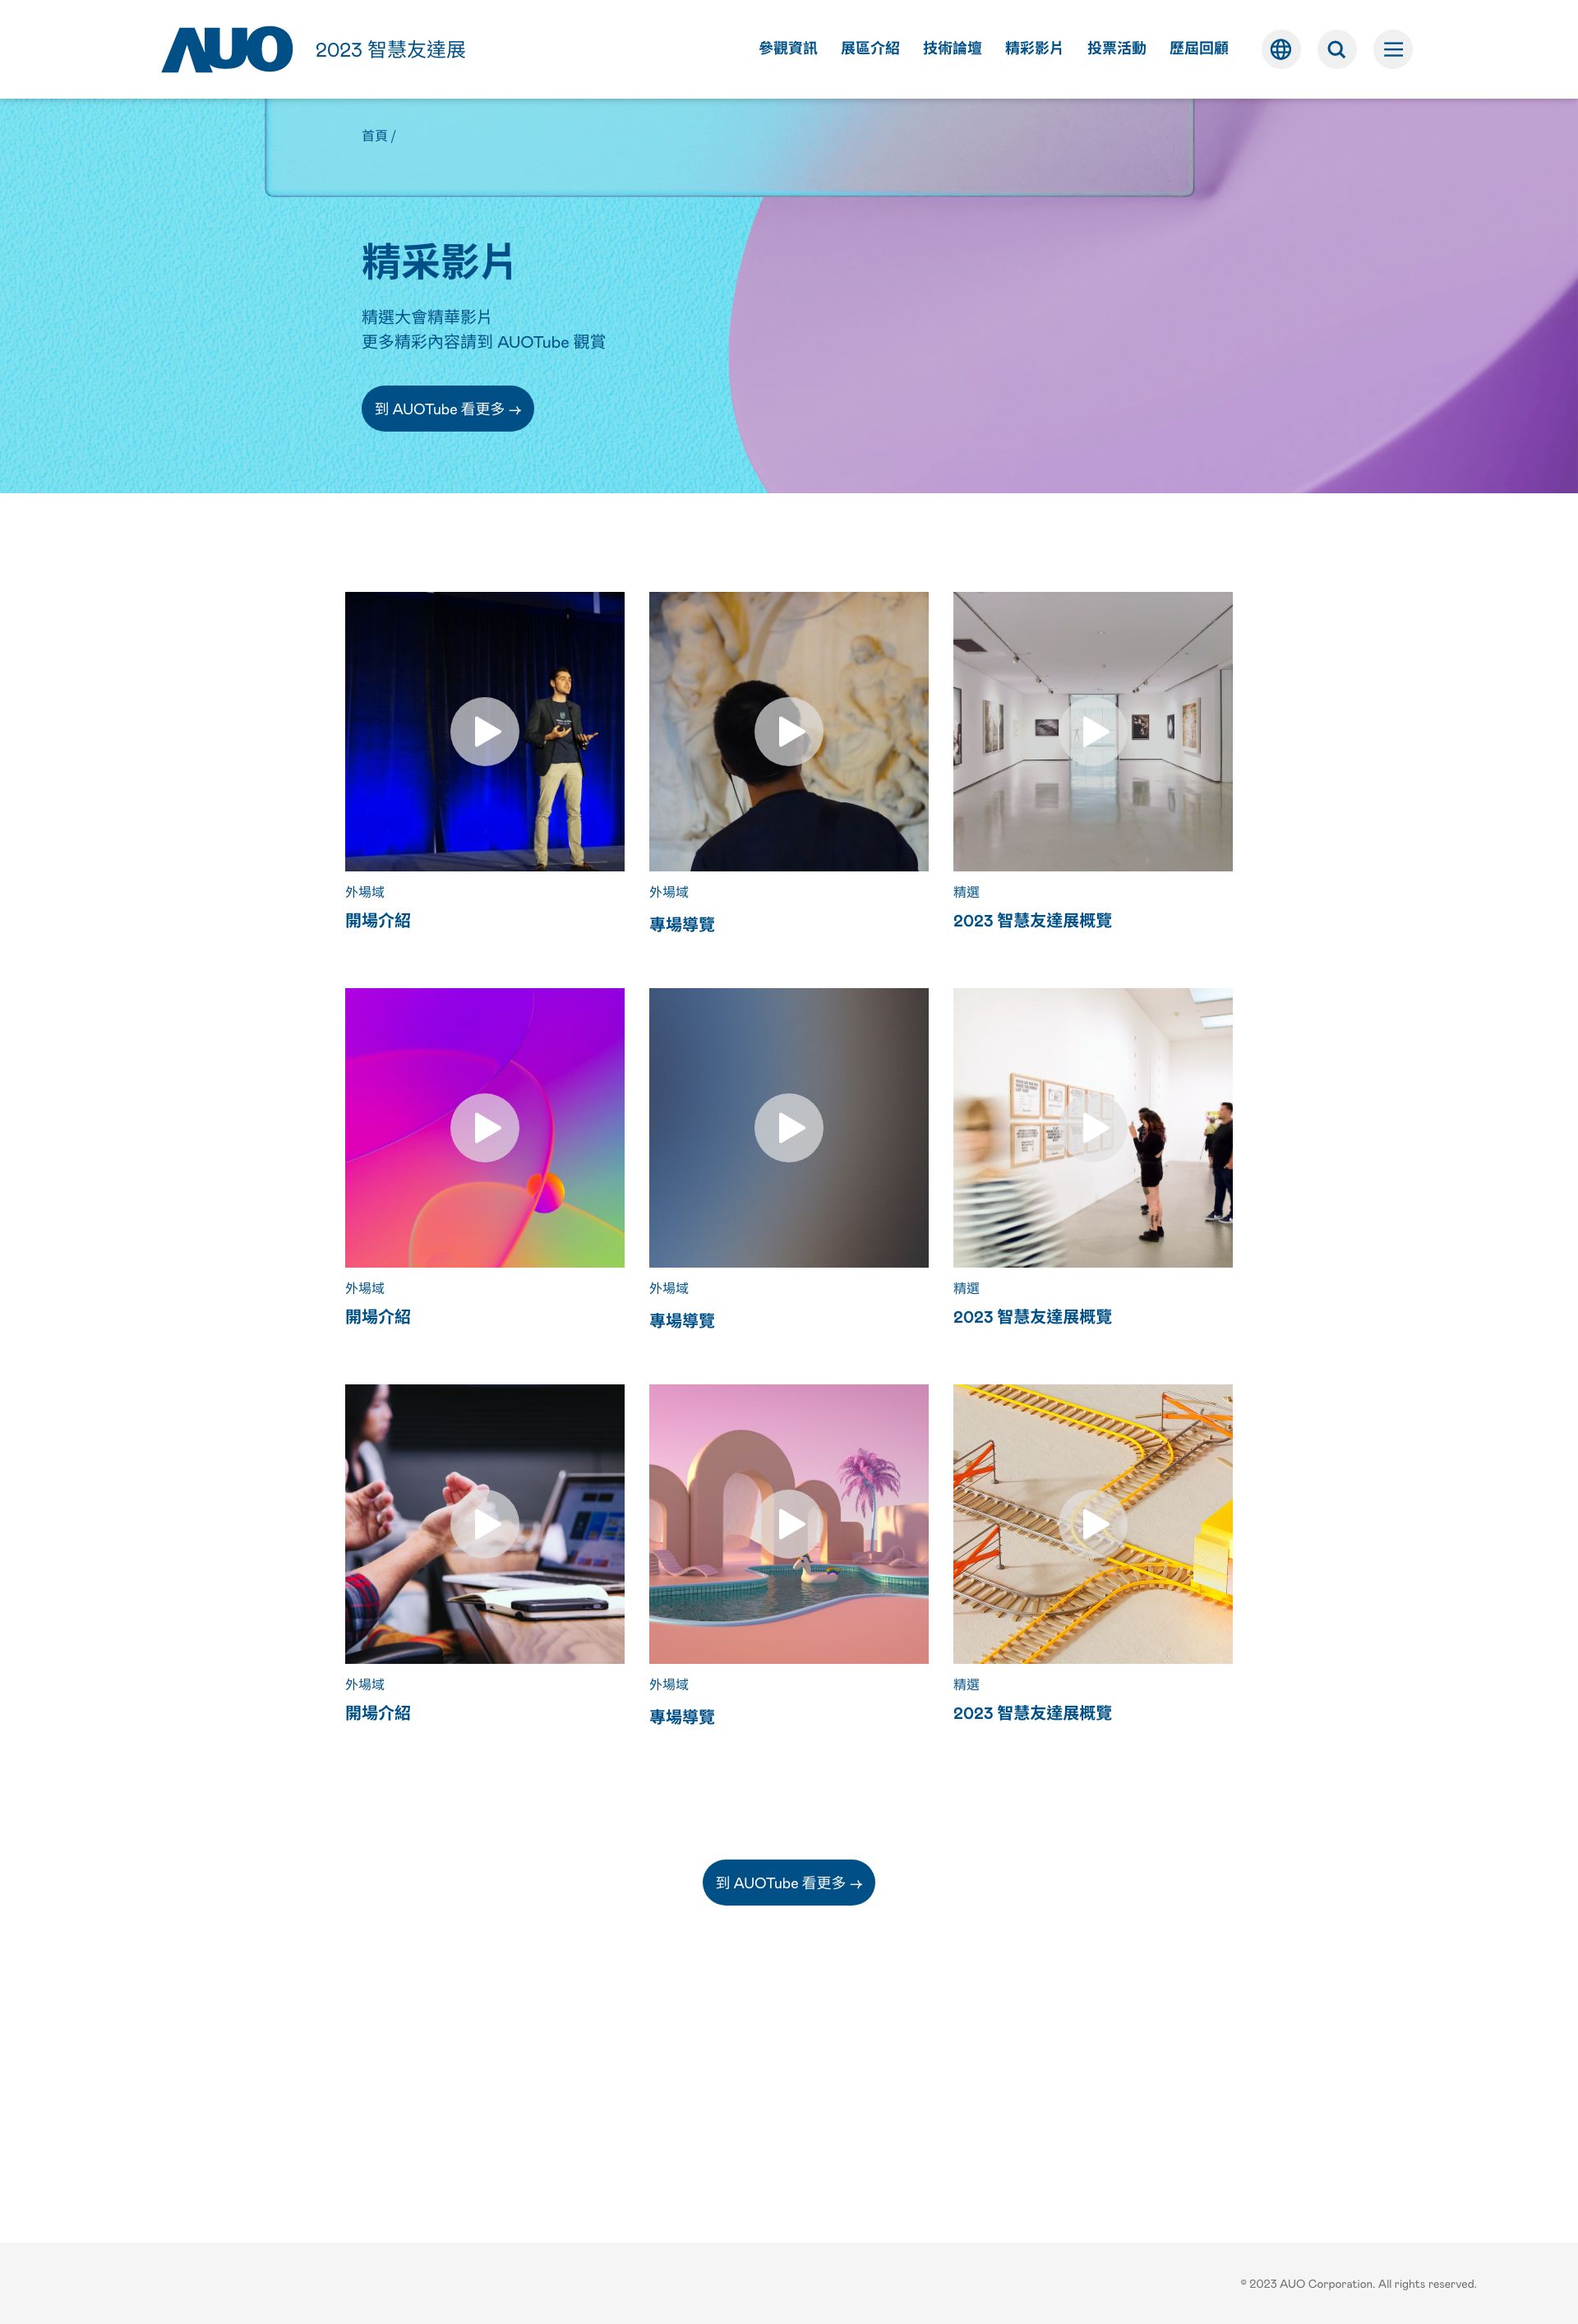 AUO
2023 智慧友達展
參觀資訊 展區介紹 技術論壇 精彩影片 投票活動 歷屆回顧
首頁 /
精采影片
精選大會精華影片
更多精彩內容請到 AUOTube 觀賞
到 AUOTube 看更多 →
外場域
開場介紹
外場域
專場導覽
精選
2023 智慧友達展概覽
外場域
開場介紹
外場域
專場導覽
精選
2023 智慧友達展概覽
外場域
開場介紹
外場域
專場導覽
精選
2023 智慧友達展概覽
到 AUOTube 看更多 →
© 2023 AUO Corporation. All rights reserved.